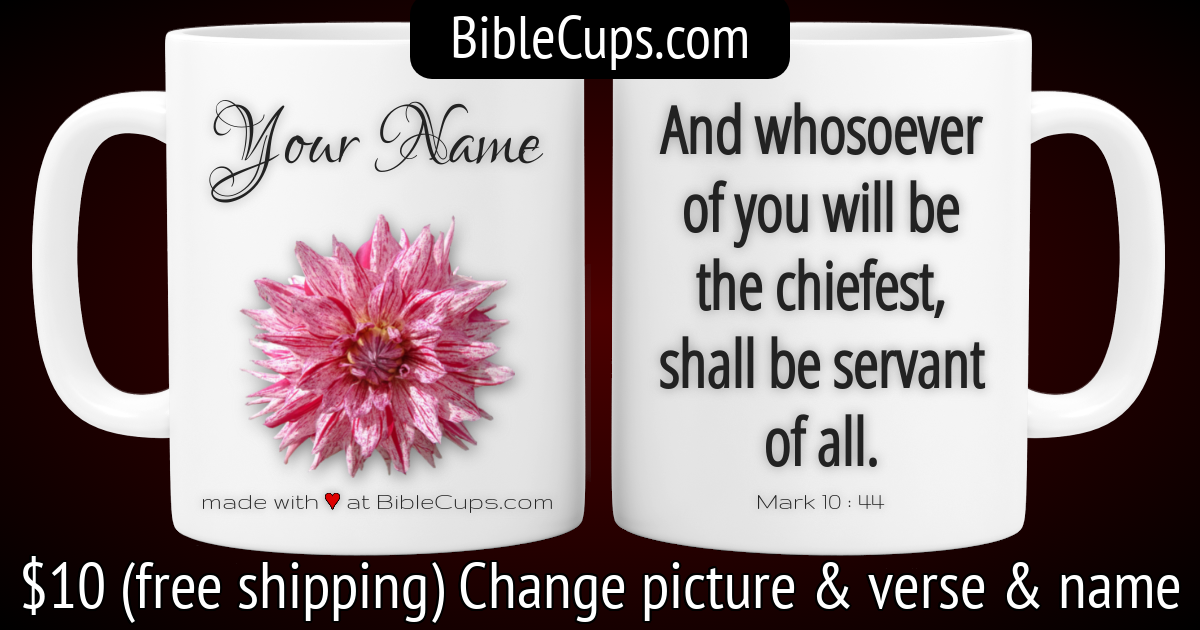 BibleCups.com
Your Name
made with ♥ at BibleCups.com
And whosoever
of you will be
the chiefest,
shall be servant
of all.
Mark 10 : 44
$10 (free shipping) Change picture & verse & name